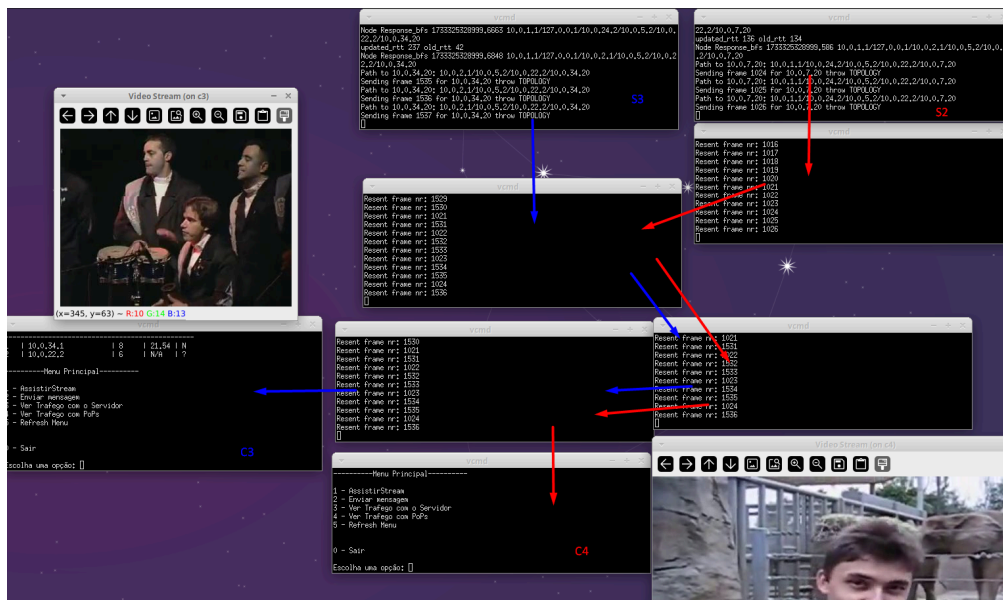 vcmd
Node Response_bfs 1733325328999,6663 10.0.1.1/127.0.0.1/10.0.24.2/10.0.5.2/10.0.
22.2/10.0.34.20
updated_rtt 237 old_rtt 42
Node Response_bfs 1733325328999,6848 10.0.1.1/127.0.0.1/10.0.2.1/10.0.5.2/10.0.2
2.2/10.0.34.20
Path to 10.0.34.20: 10.0.2.1/10.0.5.2/10.0.22.2/10.0.34.20
Sending frame 1535 for 10.0.34.20 throw TOPOLOGY
Path to 10.0.34.20: 10.0.2.1/10.0.5.2/10.0.22.2/10.0.34.20
Sending frame 1536 for 10.0.34.20 throw TOPOLOGY
Path to 10.0.34.20: 10.0.2.1/10.0.5.2/10.0.22.2/10.0.34.20
Sending frame 1537 for 10.0.34.20 throw TOPOLOGY
S3
vcmd
22.2/10.0.7.20
updated_rtt 136 old_rtt 134
Node Response_bfs 1733325328999,586 10.0.1.1/127.0.0.1/10.0.2.1/10.0.5.2/10.0.
.2/10.0.7.20
Path to 10.0.7.20: 10.0.1.1/10.0.24.2/10.0.5.2/10.0.22.2/10.0.7.20
Sending frame 1024 for 10.0.7.20 throw TOPOLOGY
Path to 10.0.7.20: 10.0.1.1/10.0.24.2/10.0.5.2/10.0.22.2/10.0.7.20
Sending frame 1025 for 10.0.7.20 throw TOPOLOGY
Path to 10.0.7.20: 10.0.1.1/10.0.24.2/10.0.5.2/10.0.22.2/10.0.7.20
Sending frame 1026 for 10.0.7.20 throw TOPOLOGY
S2
Video Stream (on c3)
(x=345, y=63) ~ R:10 G:14 B:13
vcmd
Resent frame nr: 1016
Resent frame nr: 1017
Resent frame nr: 1018
Resent frame nr: 1019
Resent frame nr: 1020
Resent frame nr: 1021
Resent frame nr: 1022
Resent frame nr: 1023
Resent frame nr: 1024
Resent frame nr: 1025
Resent frame nr: 1026
vcmd
Resent frame nr: 1529
Resent frame nr: 1530
Resent frame nr: 1021
Resent frame nr: 1531
Resent frame nr: 1022
Resent frame nr: 1532
Resent frame nr: 1533
Resent frame nr: 1023
Resent frame nr: 1534
Resent frame nr: 1535
Resent frame nr: 1024
Resent frame nr: 1536
| 10.0.34.1 | 8 | 21.54 | N
| 10.0.22.2 | 6 | N/A | ?
---------Menu Principal----------
- AssistirStream
- Enviar mensagem
- Ver Trafego com o Servidor
- Ver Trafego com PoPs
- Refresh Menu
- Sair
Escolha uma opção:
C3
vcmd
Resent frame nr: 1530
Resent frame nr: 1021
Resent frame nr: 1531
Resent frame nr: 1022
Resent frame nr: 1532
Resent frame nr: 1533
Resent frame nr: 1023
Resent frame nr: 1534
Resent frame nr: 1535
Resent frame nr: 1024
Resent frame nr: 1536
vcmd
Resent frame nr: 1021
Resent frame nr: 1531
Resent frame nr: 1022
Resent frame nr: 1532
Resent frame nr: 1533
Resent frame nr: 1023
Resent frame nr: 1534
Resent frame nr: 1535
Resent frame nr: 1024
Resent frame nr: 1536
vcmd
----------Menu Principal----------
1 - AssistirStream
2 - Enviar mensagem
3 - Ver Trafego com o Servidor
4 - Ver Trafego com PoPs
5 - Refresh Menu
0 - Sair
Escolha uma opção:
C4
Video Stream (on c4)